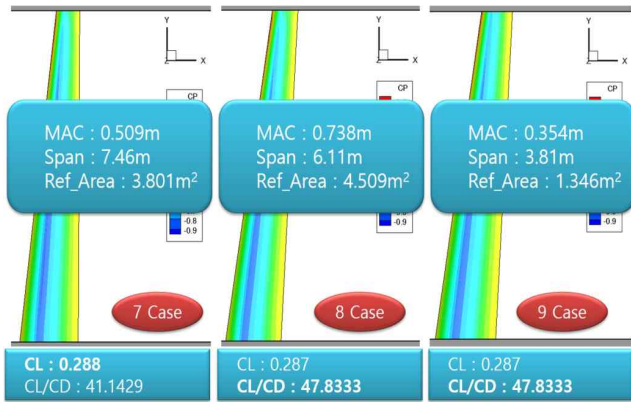 Y
Z X
CP
MAC : 0.509m
Span : 7.46m
Ref_Area : 3.801m²
-0.8
-0.9
7 Case
CL : 0.288
CL/CD : 41.1429
Y
Z X
CP
MAC : 0.738m
Span : 6.11m
Ref_Area : 4.509m²
-0.9
8 Case
CL : 0.287
CL/CD : 47.8333
Y
Z X
CP
MAC : 0.354m
Span : 3.81m
Ref_Area : 1.346m²
-0.9
9 Case
CL : 0.287
CL/CD : 47.8333